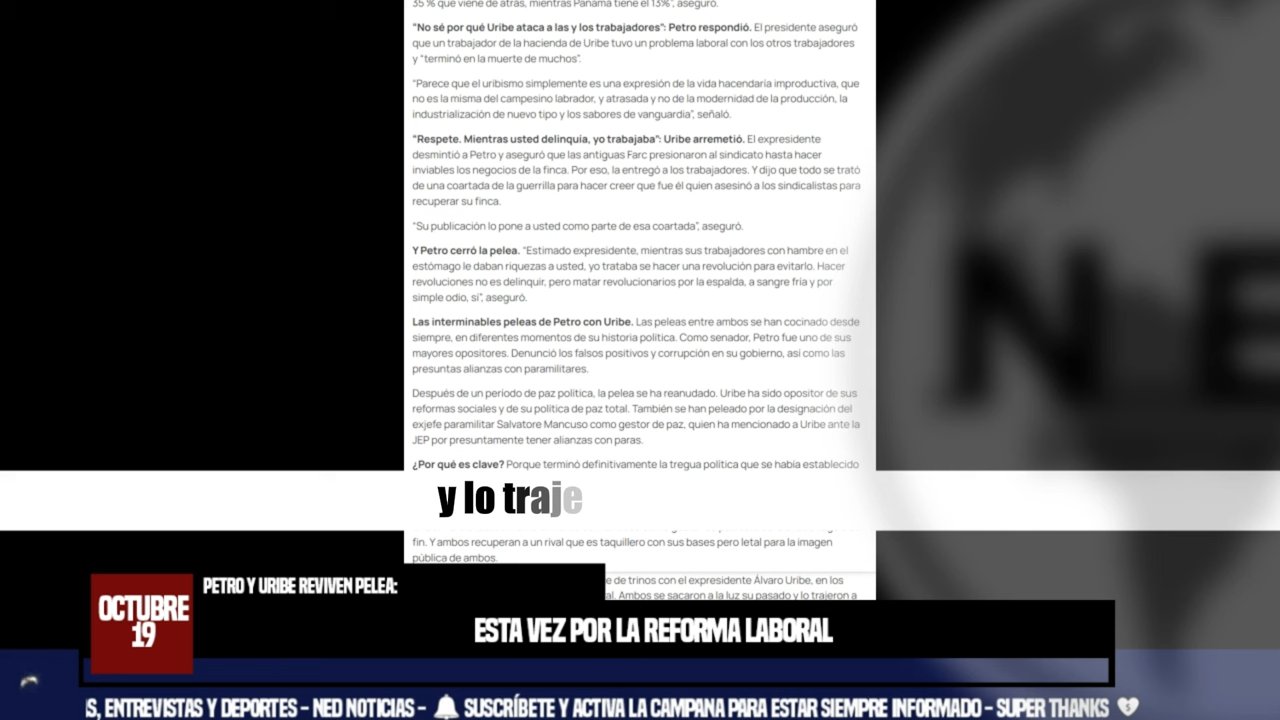 35 % que viene de atrás, mientras Panamá tiene el 13%", aseguró.
"No sé por qué Uribe ataca a las y los trabajadores": Petro respondió. El presidente aseguró
que un trabajador de la hacienda de Uribe tuvo un problema laboral con los otros trabajadores
y "terminó en la muerte de muchos".
"Parece que el uribismo simplemente es una expresión de la vida hacendaria improductiva, que
no es la misma del campesino labrador, y atrasada y no de la modernidad de la producción, la
industrialización de nuevo tipo y los sabores de vanguardia", señaló.
"Respete. Mientras usted delinquía, yo trabajaba": Uribe arremetió. El expresidente
desmintió a Petro y aseguró que las antiguas Farc presionaron al sindicato hasta hacer
inviables los negocios de la finca. Por eso, la entregó a los trabajadores. Y dijo que todo se trató
de una coartada de la guerrilla para hacer creer que fue él quien asesinó a los sindicalistas para
recuperar su finca.
"Su publicación lo pone a usted como parte de esa coartada", aseguró.
Y Petro cerró la pelea. "Estimado expresidente, mientras sus trabajadores con hambre en el
estómago le daban riquezas a usted, yo trataba se hacer una revolución para evitarlo. Hacer
revoluciones no es delinquir, pero matar revolucionarios por la espalda, a sangre fría y por
simple odio, sí", aseguró.
Las interminables peleas de Petro con Uribe. Las peleas entre ambos se han cocinado desde
siempre, en diferentes momentos de su historia política. Como senador, Petro fue uno de sus
mayores opositores. Denunció los falsos positivos y corrupción en su gobierno, así como las
presuntas alianzas con paramilitares.
Después de un periodo de paz política, la pelea se ha reanudado. Uribe ha sido opositor de sus
reformas sociales y de su política de paz total. También se han peleado por la designación del
exjefe paramilitar Salvatore Mancuso como gestor de paz, quien ha mencionado a Uribe ante la
JEP por presuntamente tener alianzas con paras.
¿Por qué es clave? Porque terminó definitivamente la tregua política que se había establecido
y lo traje
fin. Y ambos recuperan a un rival que es taquillero con sus bases pero letal para la imagen
pública de ambos.
e de trinos con el expresidente Álvaro Uribe, en los
al. Ambos se sacaron a la luz su pasado y lo trajeron a
PETRO Y URIBE REVIVEN PELEA:
OCTUBRE
19
ESTA VEZ POR LA REFORMA LABORAL
NE
S, ENTREVISTAS Y DEPORTES - NED NOTICIAS - SUSCRÍBETE Y ACTIVA LA CAMPANA PARA ESTAR SIEMPRE INFORMADO - SUPER THANKS